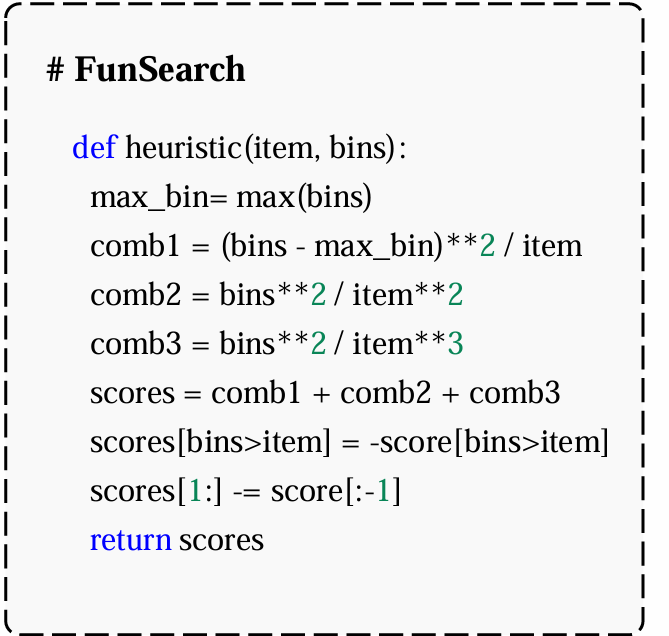 # FunSearch
def heuristic(item, bins):
max_bin= max(bins)
comb1 = (bins - max_bin)**2 / item
comb2 = bins**2 / item**2
comb3 = bins**2 / item**3
scores = comb1 + comb2 + comb3
scores[bins>item] = -score[bins>item]
scores[1:] -= score[:-1]
return scores